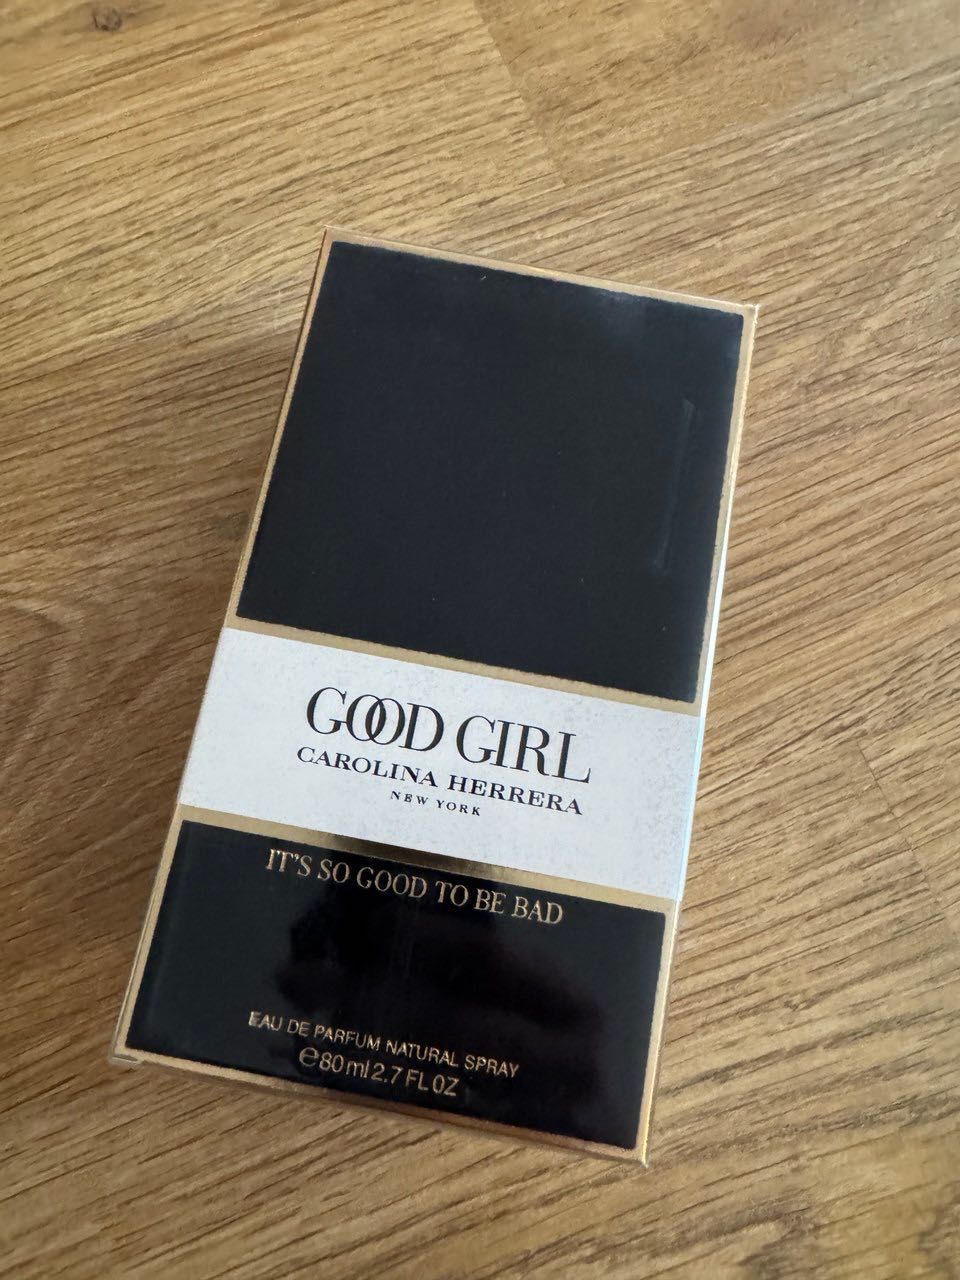 GOOD GIRL
CAROLINA HERRERA
NEW YORK
IT'S SO GOOD TO BE BAD
EAU DE PARFUM NATURAL SPRAY
℮80ml 2.7 FL OZ